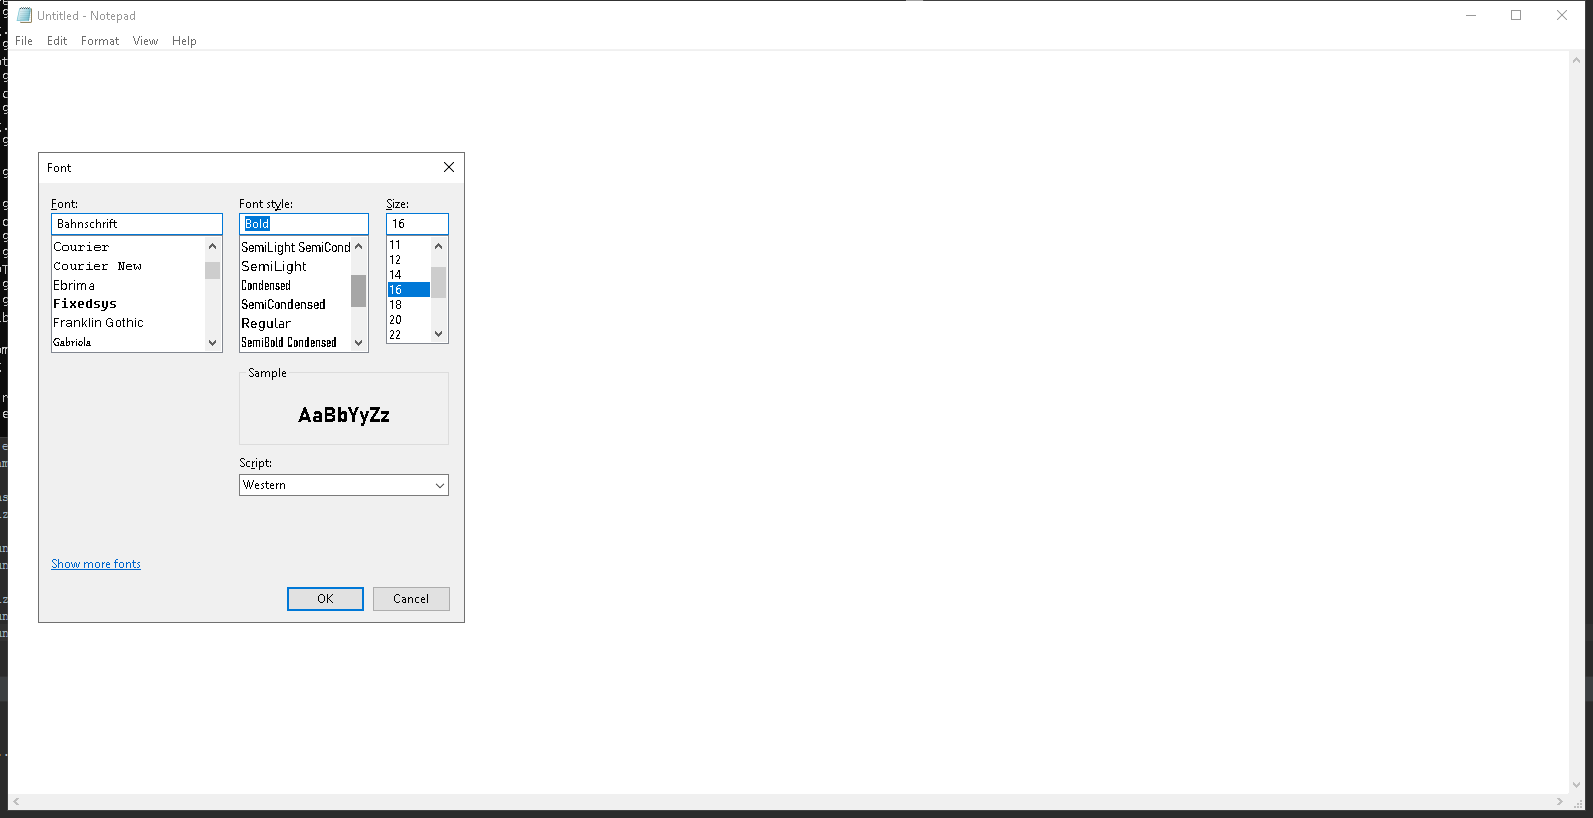 Untitled - Notepad
File Edit Format View Help
Font
Font: Font style: Size:
Bahnschrift Bold 16
Courier
Courier New
Ebrima
Fixedsys
Franklin Gothic
Gabriola
SemiLight SemiCond
SemiLight
Condensed
SemiCondensed
Regular
SemiBold Condensed
11
12
14
16
18
20
22
Sample
AaBbYyZz
Script:
Western
Show more fonts
OK Cancel